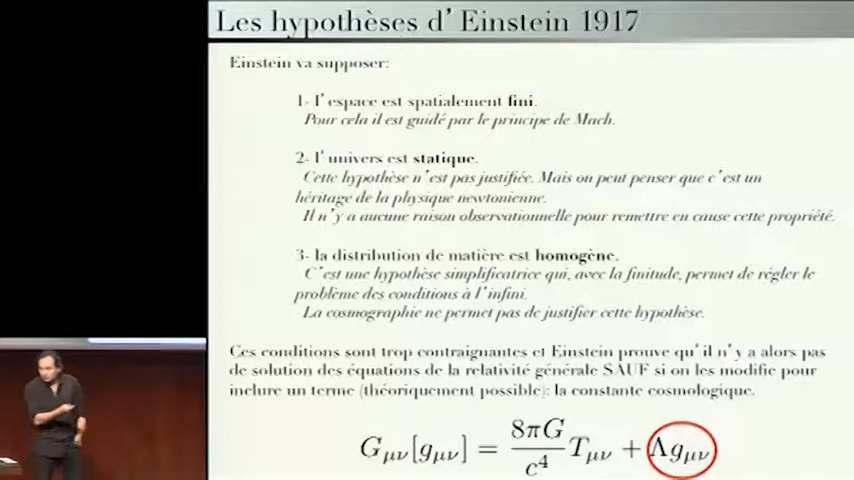 Les hypothèses d'Einstein 1917
Einstein va supposer:
1- l'espace est spatialement fini.
Pour cela il est guidé par le principe de Mach.
2- l'univers est statique.
Cette hypothèse n'est pas justifiée. Mais on peut penser que c'est un
héritage de la physique newtonienne.
Il n'y a aucune raison observationnelle pour remettre en cause cette propriété.
3- la distribution de matière est homogène.
C'est une hypothèse simplificatrice qui, avec la finitude, permet de régler le
problème des conditions à l'infini.
La cosmographie ne permet pas de justifier cette hypothèse.
Ces conditions sont trop contraignantes et Einstein prouve qu'il n'y a alors pas
de solution des équations de la relativité générale SAUF si on les modifie pour
inclure un terme (théoriquement possible): la constante cosmologique.
G_{μν}[g_{μν}] = \frac{8πG}{c^4} T_{μν} + Λg_{μν}